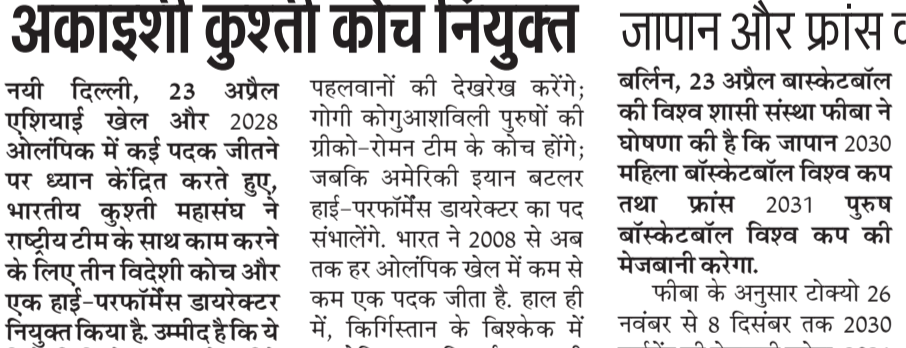 अकाइशी कुश्ती कोच नियुक्त
नयी दिल्ली, 23 अप्रैल
एशियाई खेल और 2028
ओलंपिक में कई पदक जीतने
पर ध्यान केंद्रित करते हुए,
भारतीय कुश्ती महासंघ ने
राष्ट्रीय टीम के साथ काम करने
के लिए तीन विदेशी कोच और
एक हाई-परफॉर्मेंस डायरेक्टर
नियुक्त किया है. उम्मीद है कि ये
पहलवानों की देखरेख करेंगे;
गोगी कोगुआशविली पुरुषों की
ग्रीको-रोमन टीम के कोच होंगे;
जबकि अमेरिकी इयान बटलर
हाई-परफॉर्मेंस डायरेक्टर का पद
संभालेंगे. भारत ने 2008 से अब
तक हर ओलंपिक खेल में कम से
कम एक पदक जीता है. हाल ही
में, किर्गिस्तान के बिश्केक में
जापान और फ्रांस
बर्लिन, 23 अप्रैल बास्केटबॉल
की विश्व शासी संस्था फीबा ने
घोषणा की है कि जापान 2030
महिला बॉस्केटबॉल विश्व कप
तथा फ्रांस 2031 पुरुष
बॉस्केटबॉल विश्व कप की
मेजबानी करेगा.
फीबा के अनुसार टोक्यो 26
नवंबर से 8 दिसंबर तक 2030